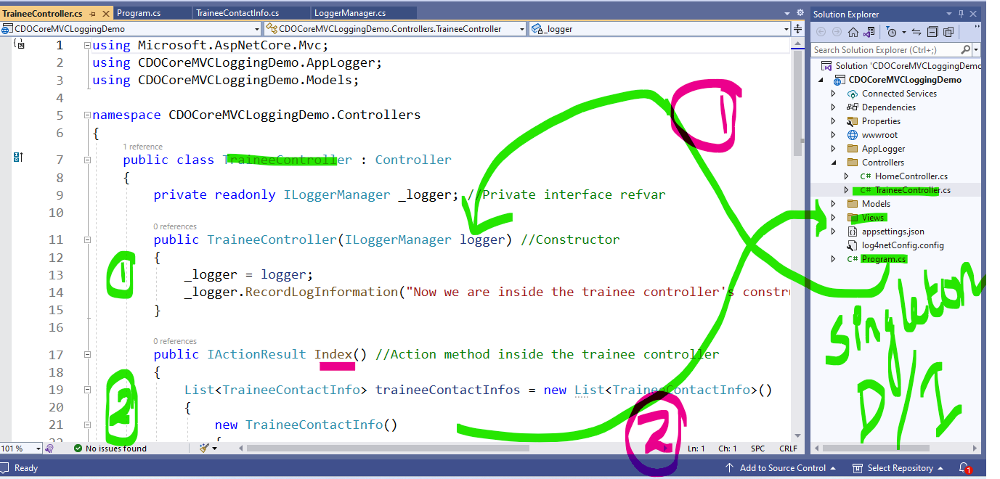 TraineeController.cs Program.cs TraineeContactInfo.cs LoggerManager.cs
CDOCoreMVCLoggingDemo CDOCoreMVCLoggingDemo.Controllers.TraineeController _logger
1 using Microsoft.AspNetCore.Mvc;
2 using CDOCoreMVCLoggingDemo.AppLogger;
3 using CDOCoreMVCLoggingDemo.Models;
4
5 namespace CDOCoreMVCLoggingDemo.Controllers
6 {
1 reference
7 public class TraineeController : Controller
8 {
9 private readonly ILoggerManager _logger; //Private interface refvar
10
0 references
11 public TraineeController(ILoggerManager logger) //Constructor
12 {
13 _logger = logger;
14 _logger.RecordLogInformation("Now we are inside the trainee controller's constru
15 }
16
0 references
17 public IActionResult Index() //Action method inside the trainee controller
18 {
19 List<TraineeContactInfo> traineeContactInfos = new List<TraineeContactInfo>()
20 {
21 new TraineeContactInfo()
22 {
1
2
1
2
101 % No issues found Ln: 1 Ch: 1 SPC CRLF
Solution Explorer
Search Solution Explorer (Ctrl+;)
Solution 'CDOCoreMVCLoggingDemo
CDOCoreMVCLoggingDemo
Connected Services
Dependencies
Properties
wwwroot
AppLogger
Controllers
C# HomeController.cs
C# TraineeController.cs
Models
Views
appsettings.json
log4netConfig.config
C# Program.cs
Singleton
D/I
Ready Add to Source Control Select Repository 1